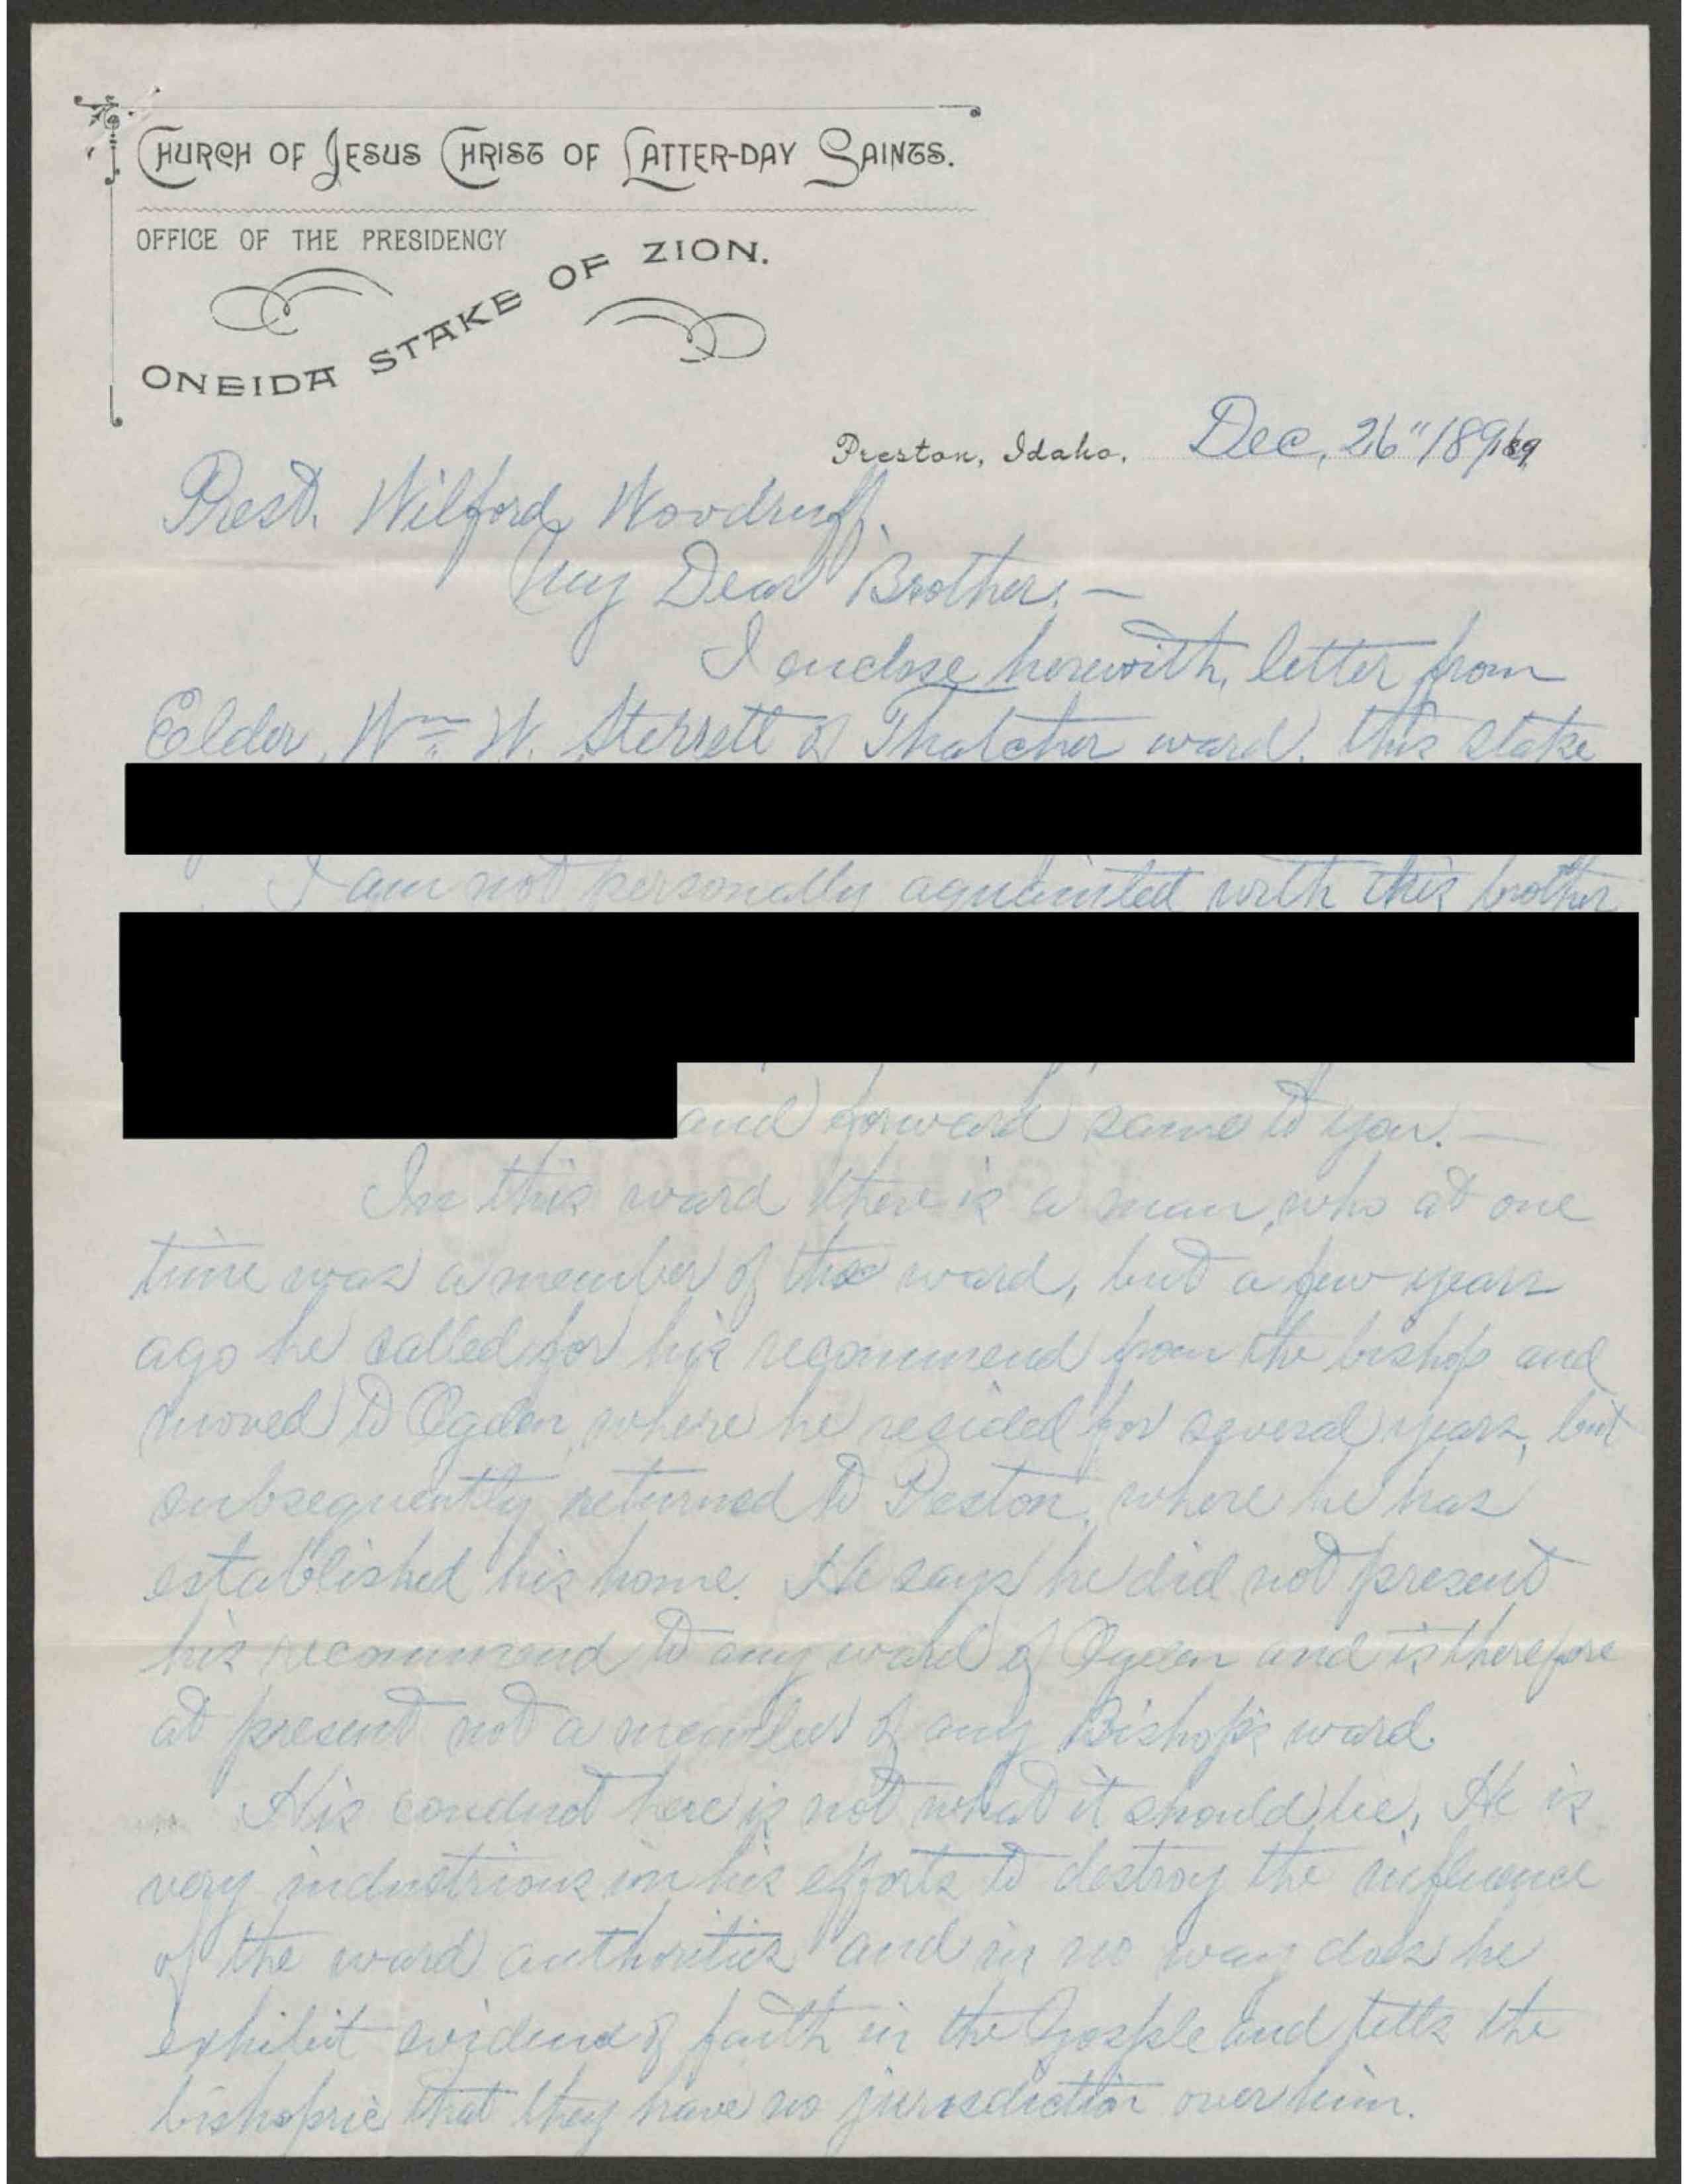 CHURCH OF JESUS CHRIST OF LATTER-DAY SAINTS.
OFFICE OF THE PRESIDENCY
ONEIDA STAKE OF ZION.
Preston, Idaho, Dec, 26" 189
Prest. Wilford Woodruff.
My Dear Brother; —
I enclose herewith, letter from
Elder, Wm. W. Sterrett of Thatcher ward, this stake
I am not personally aquainted with this brother
and forward same to you. —
In this ward there is a man, who at one
time was a member of the ward, but a few years
ago he called for his recommend from the bishop and
moved to Ogden, where he resided for several years, but
subsequently returned to Peston, where he has
established his home. He says he did not present
his recommend to any ward of Ogden and is therefore
at present not a member of any Bishop's ward.
His conduct here is not what it should be, He is
very industrious in his efforts to destroy the influence
of the ward authorities and in no way does he
exhibit evidence of faith in the Gosple and tells the
bishopric that they have no jurisdiction over him.